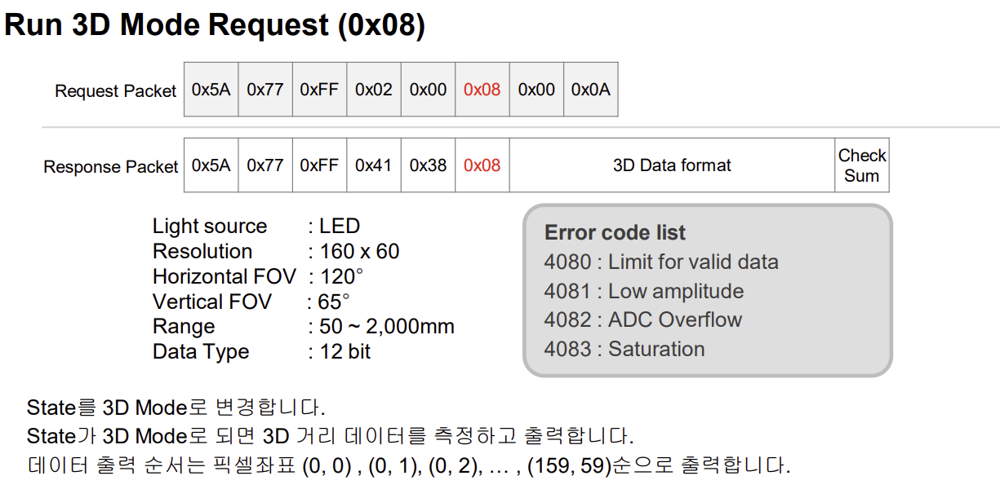 Run 3D Mode Request (0x08)
Request Packet 0x5A 0x77 0xFF 0x02 0x00 0x08 0x00 0x0A
Response Packet 0x5A 0x77 0xFF 0x41 0x38 0x08 3D Data format Check Sum
Light source : LED
Resolution : 160 x 60
Horizontal FOV : 120°
Vertical FOV : 65°
Range : 50 ~ 2,000mm
Data Type : 12 bit
Error code list
4080 : Limit for valid data
4081 : Low amplitude
4082 : ADC Overflow
4083 : Saturation
State를 3D Mode로 변경합니다.
State가 3D Mode로 되면 3D 거리 데이터를 측정하고 출력합니다.
데이터 출력 순서는 픽셀좌표 (0, 0) , (0, 1), (0, 2), … , (159, 59)순으로 출력합니다.